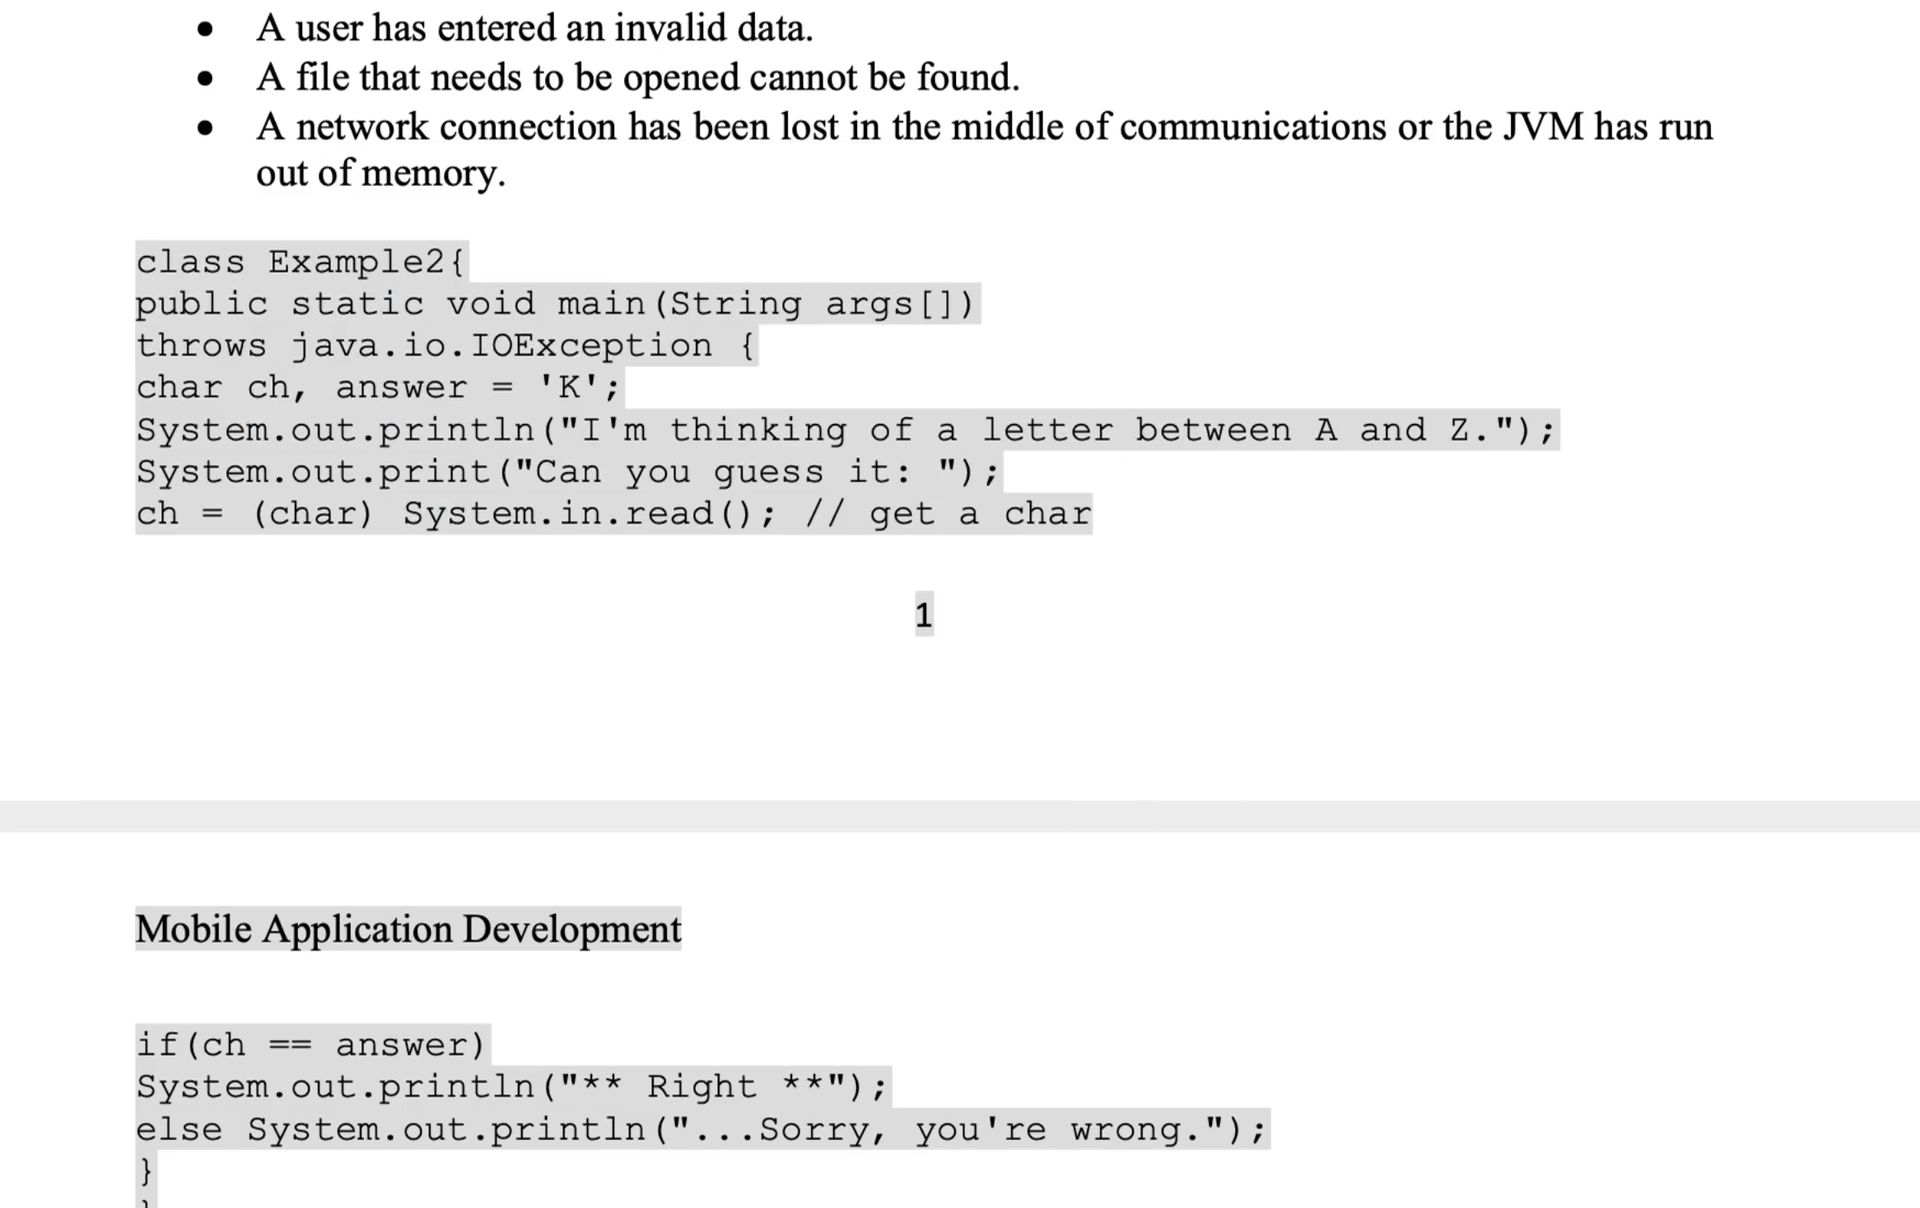 • A user has entered an invalid data.
• A file that needs to be opened cannot be found.
• A network connection has been lost in the middle of communications or the JVM has run
out of memory.
class Example2{
public static void main(String args[])
throws java.io.IOException {
char ch, answer = 'K';
System.out.println("I'm thinking of a letter between A and Z.");
System.out.print("Can you guess it: ");
ch = (char) System.in.read(); // get a char
1
Mobile Application Development
if(ch == answer)
System.out.println("** Right **");
else System.out.println("...Sorry, you're wrong.");
}